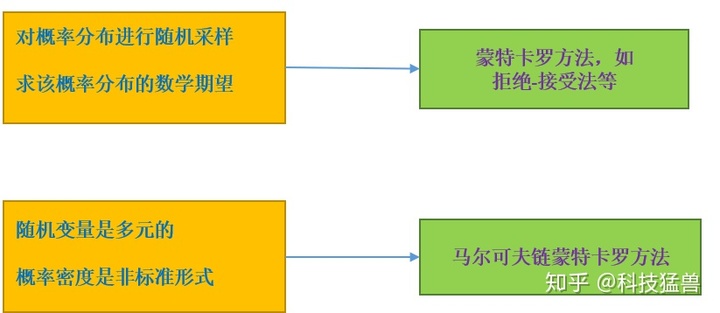 对概率分布进行随机采样
求该概率分布的数学期望
蒙特卡罗方法，如
拒绝-接受法等
随机变量是多元的
概率密度是非标准形式
马尔可夫链蒙特卡罗方法
知乎 @科技猛兽